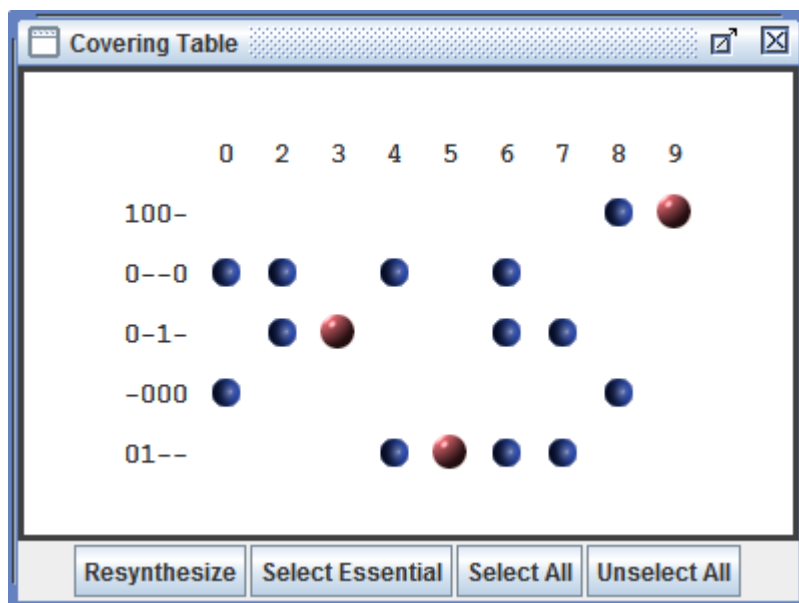 Covering Table
0 2 3 4 5 6 7 8 9
100-
0--0
0-1-
-000
01--
Resynthesize Select Essential Select All Unselect All